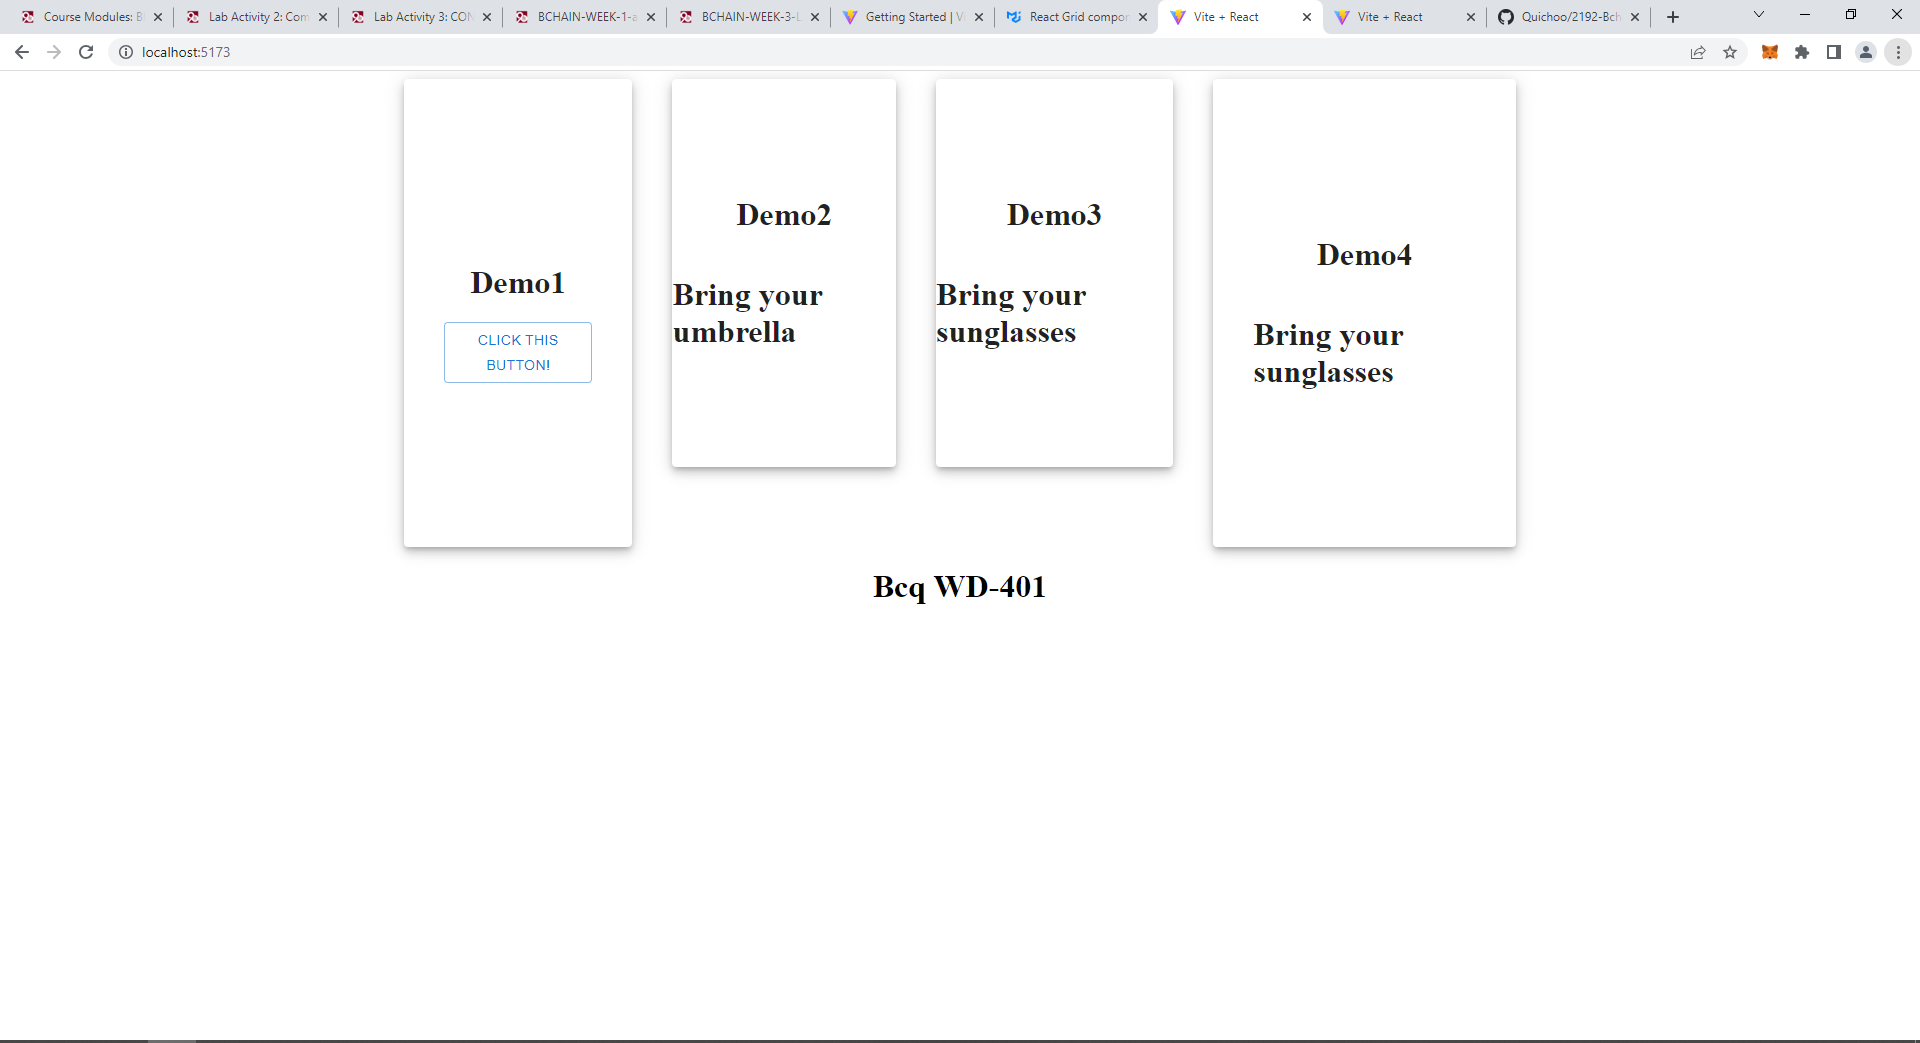 Course Modules: B
Lab Activity 2: Com
Lab Activity 3: CON
BCHAIN-WEEK-1-a
BCHAIN-WEEK-3-L
Getting Started | V
React Grid compor
Vite + React
Vite + React
Quichoo/2192-Bch
localhost:5173
Demo1
CLICK THIS
BUTTON!
Demo2
Bring your
umbrella
Demo3
Bring your
sunglasses
Demo4
Bring your
sunglasses
Bcq WD-401